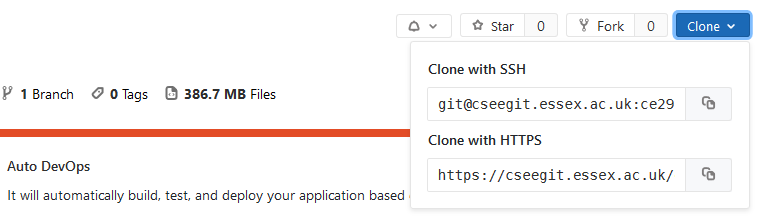 Star 0 Fork 0 Clone
Clone with SSH
git@cseegit.essex.ac.uk:ce29
1 Branch 0 Tags 386.7 MB Files
Clone with HTTPS
https://cseegit.essex.ac.uk/
Auto DevOps
It will automatically build, test, and deploy your application based